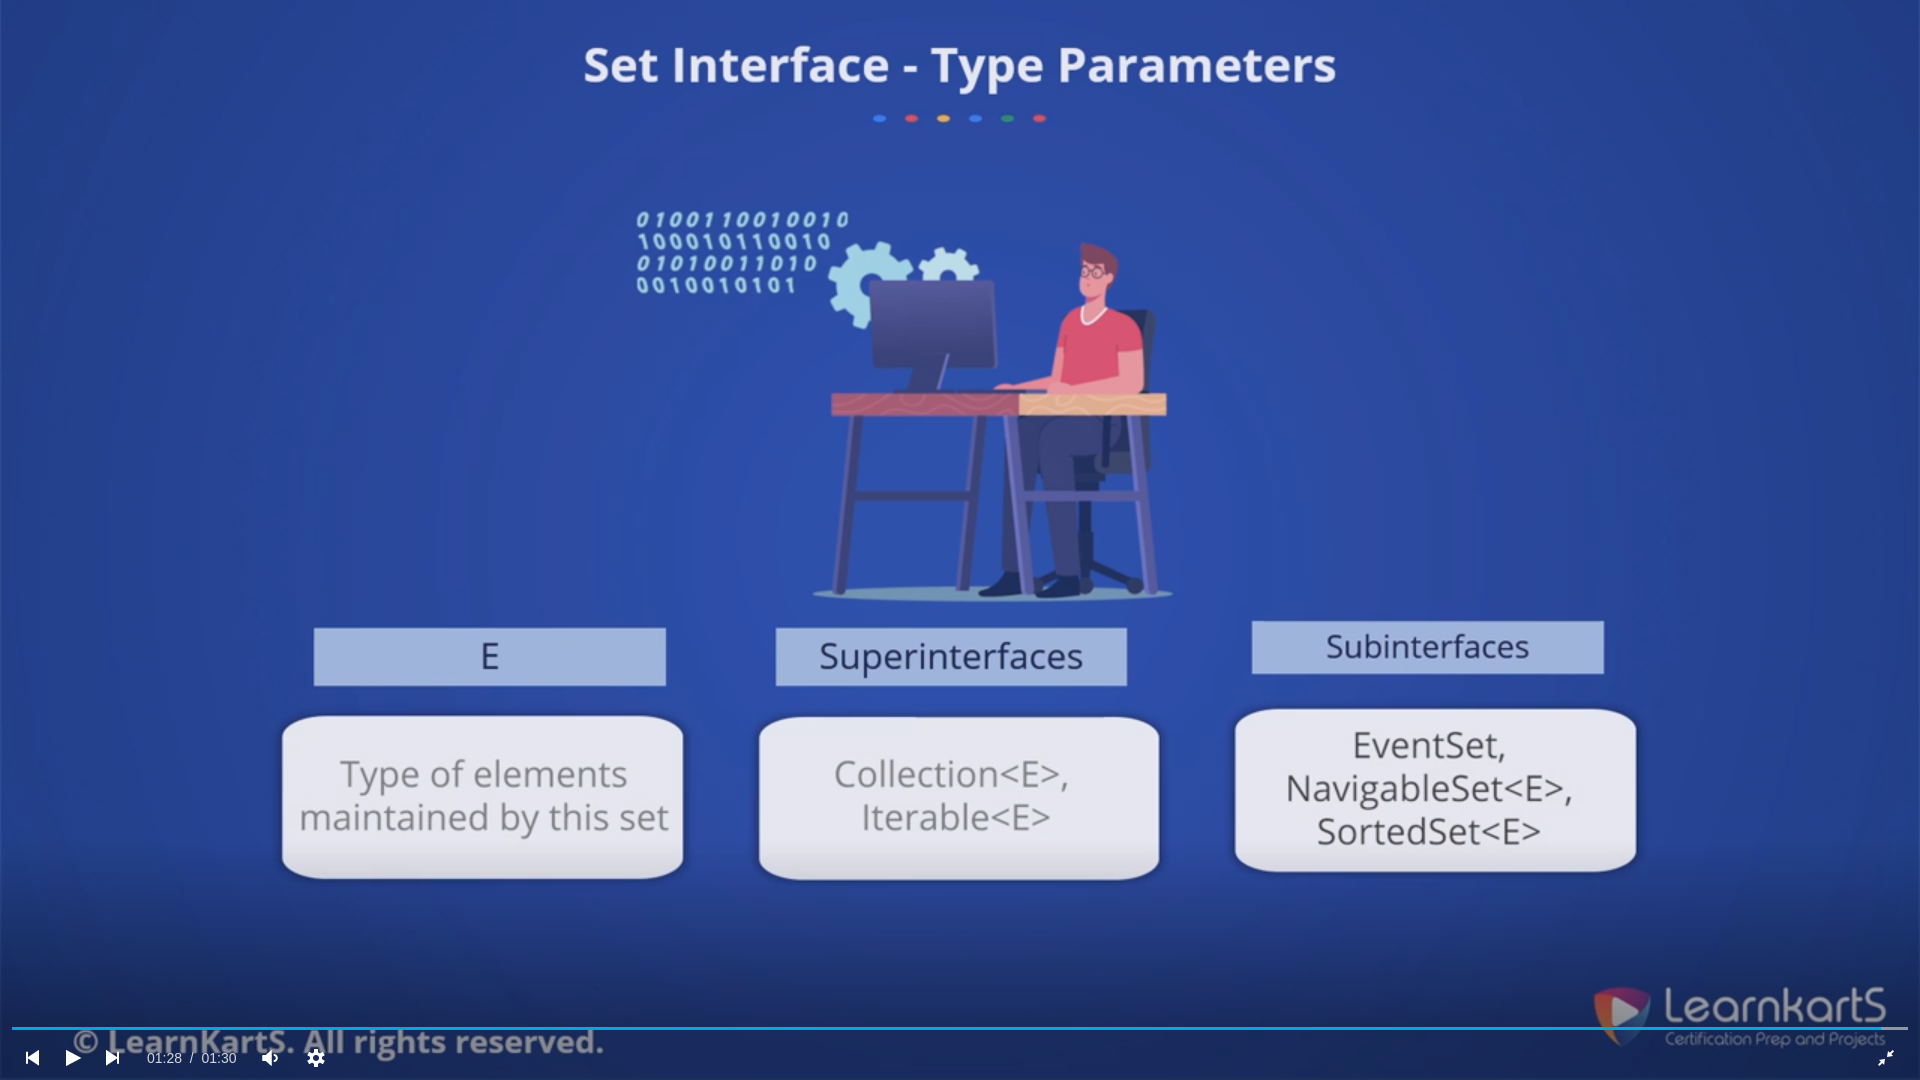 Set Interface - Type Parameters
0100110010010
100010110010
01010011010
0010010101
E
Superinterfaces
Subinterfaces
Type of elements
maintained by this set
Collection<E>,
Iterable<E>
EventSet,
NavigableSet<E>,
SortedSet<E>
LearnkartS
Certification Prep and Projects
© LearnKartS. All rights reserved.
01:28 / 01:30